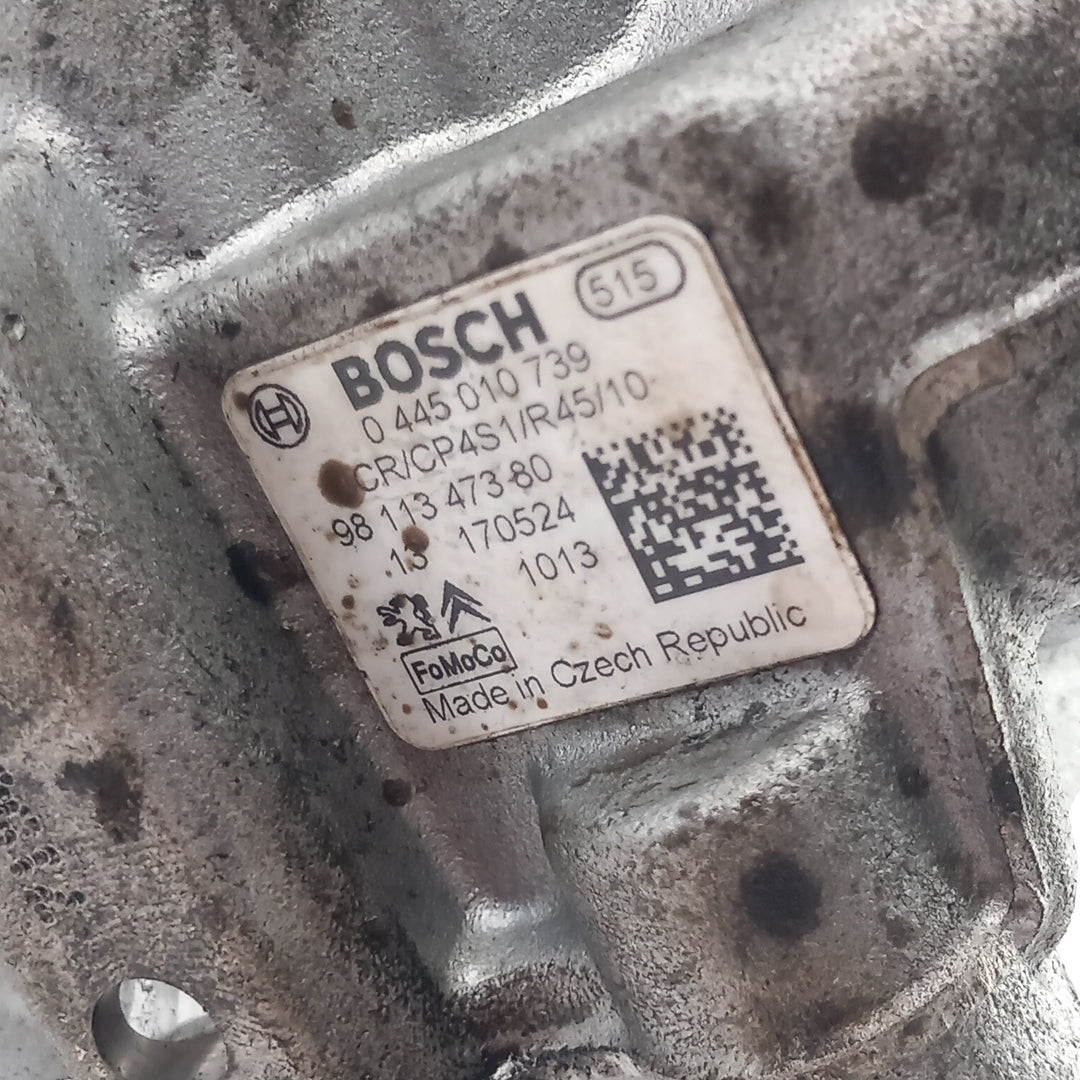 515
BOSCH
0 445 010 739
CR/CP4S1/R45/10
98 113 473 80
13 170524
1013
FoMoCo
Made in Czech Republic